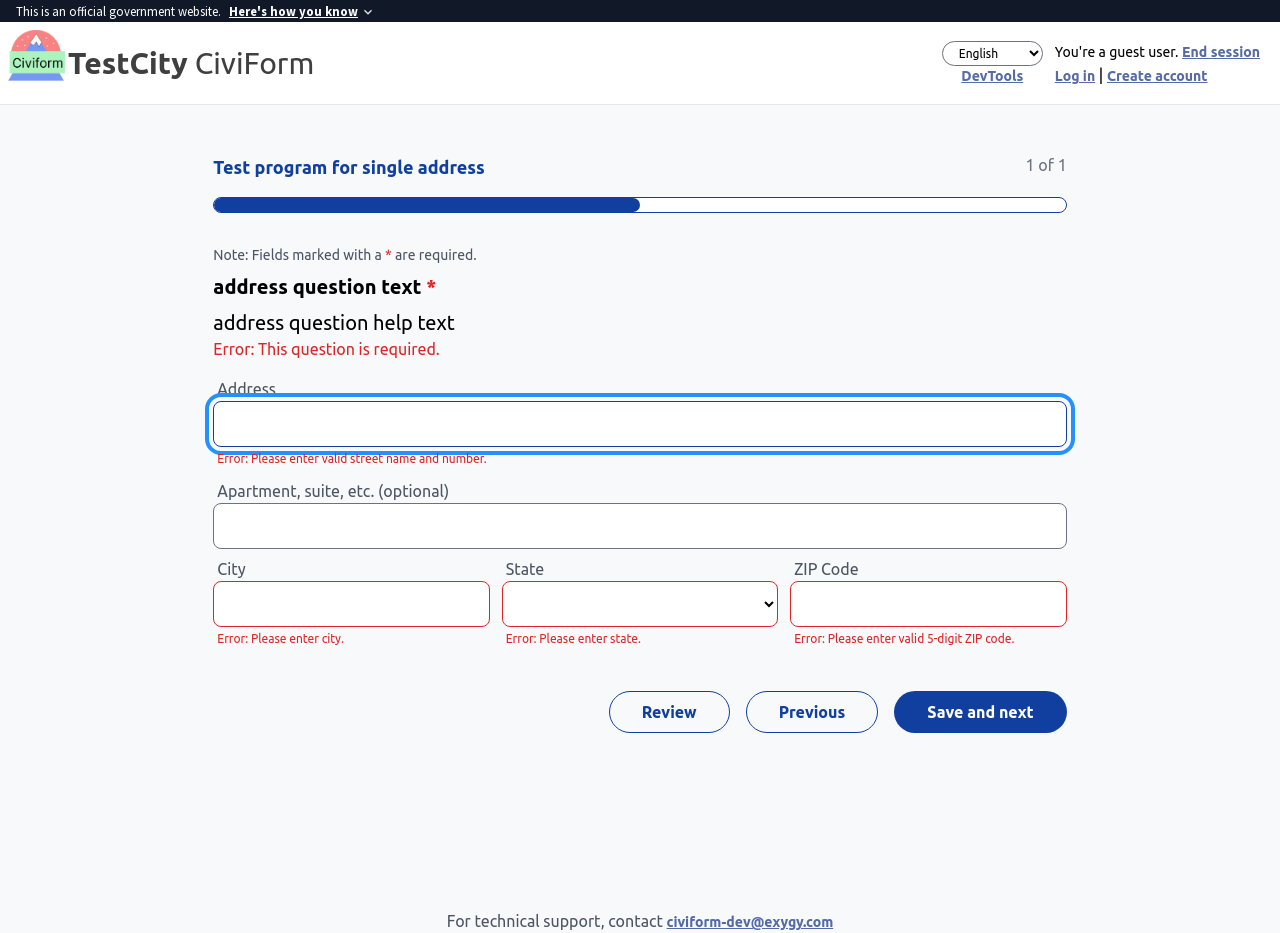 This is an official government website. Here's how you know
Civiform TestCity CiviForm
English
You're a guest user. End session
DevTools
Log in | Create account
Test program for single address
1 of 1
Note: Fields marked with a * are required.
address question text *
address question help text
Error: This question is required.
Address
Error: Please enter valid street name and number.
Apartment, suite, etc. (optional)
City
State
ZIP Code
Error: Please enter city.
Error: Please enter state.
Error: Please enter valid 5-digit ZIP code.
Review
Previous
Save and next
For technical support, contact civiform-dev@exygy.com